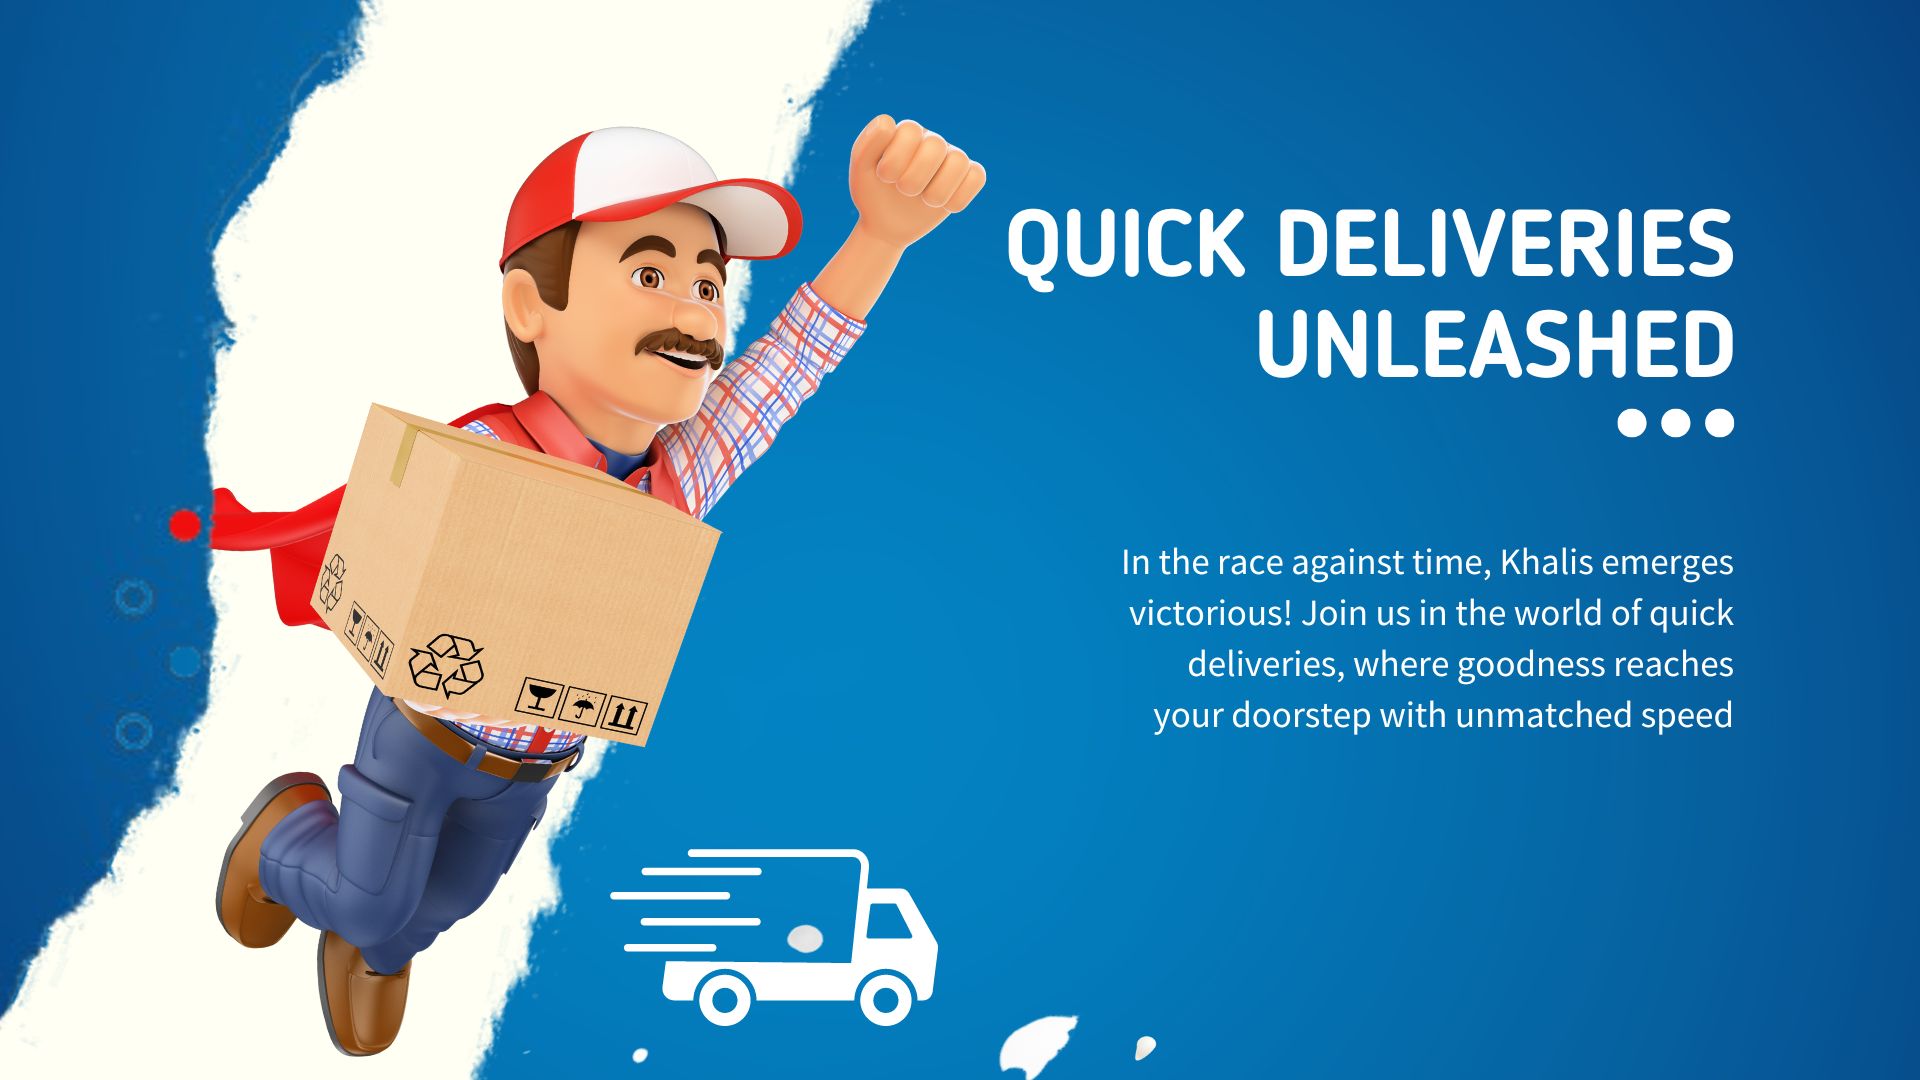 QUICK DELIVERIES
UNLEASHED
In the race against time, Khalis emerges
victorious! Join us in the world of quick
deliveries, where goodness reaches
your doorstep with unmatched speed